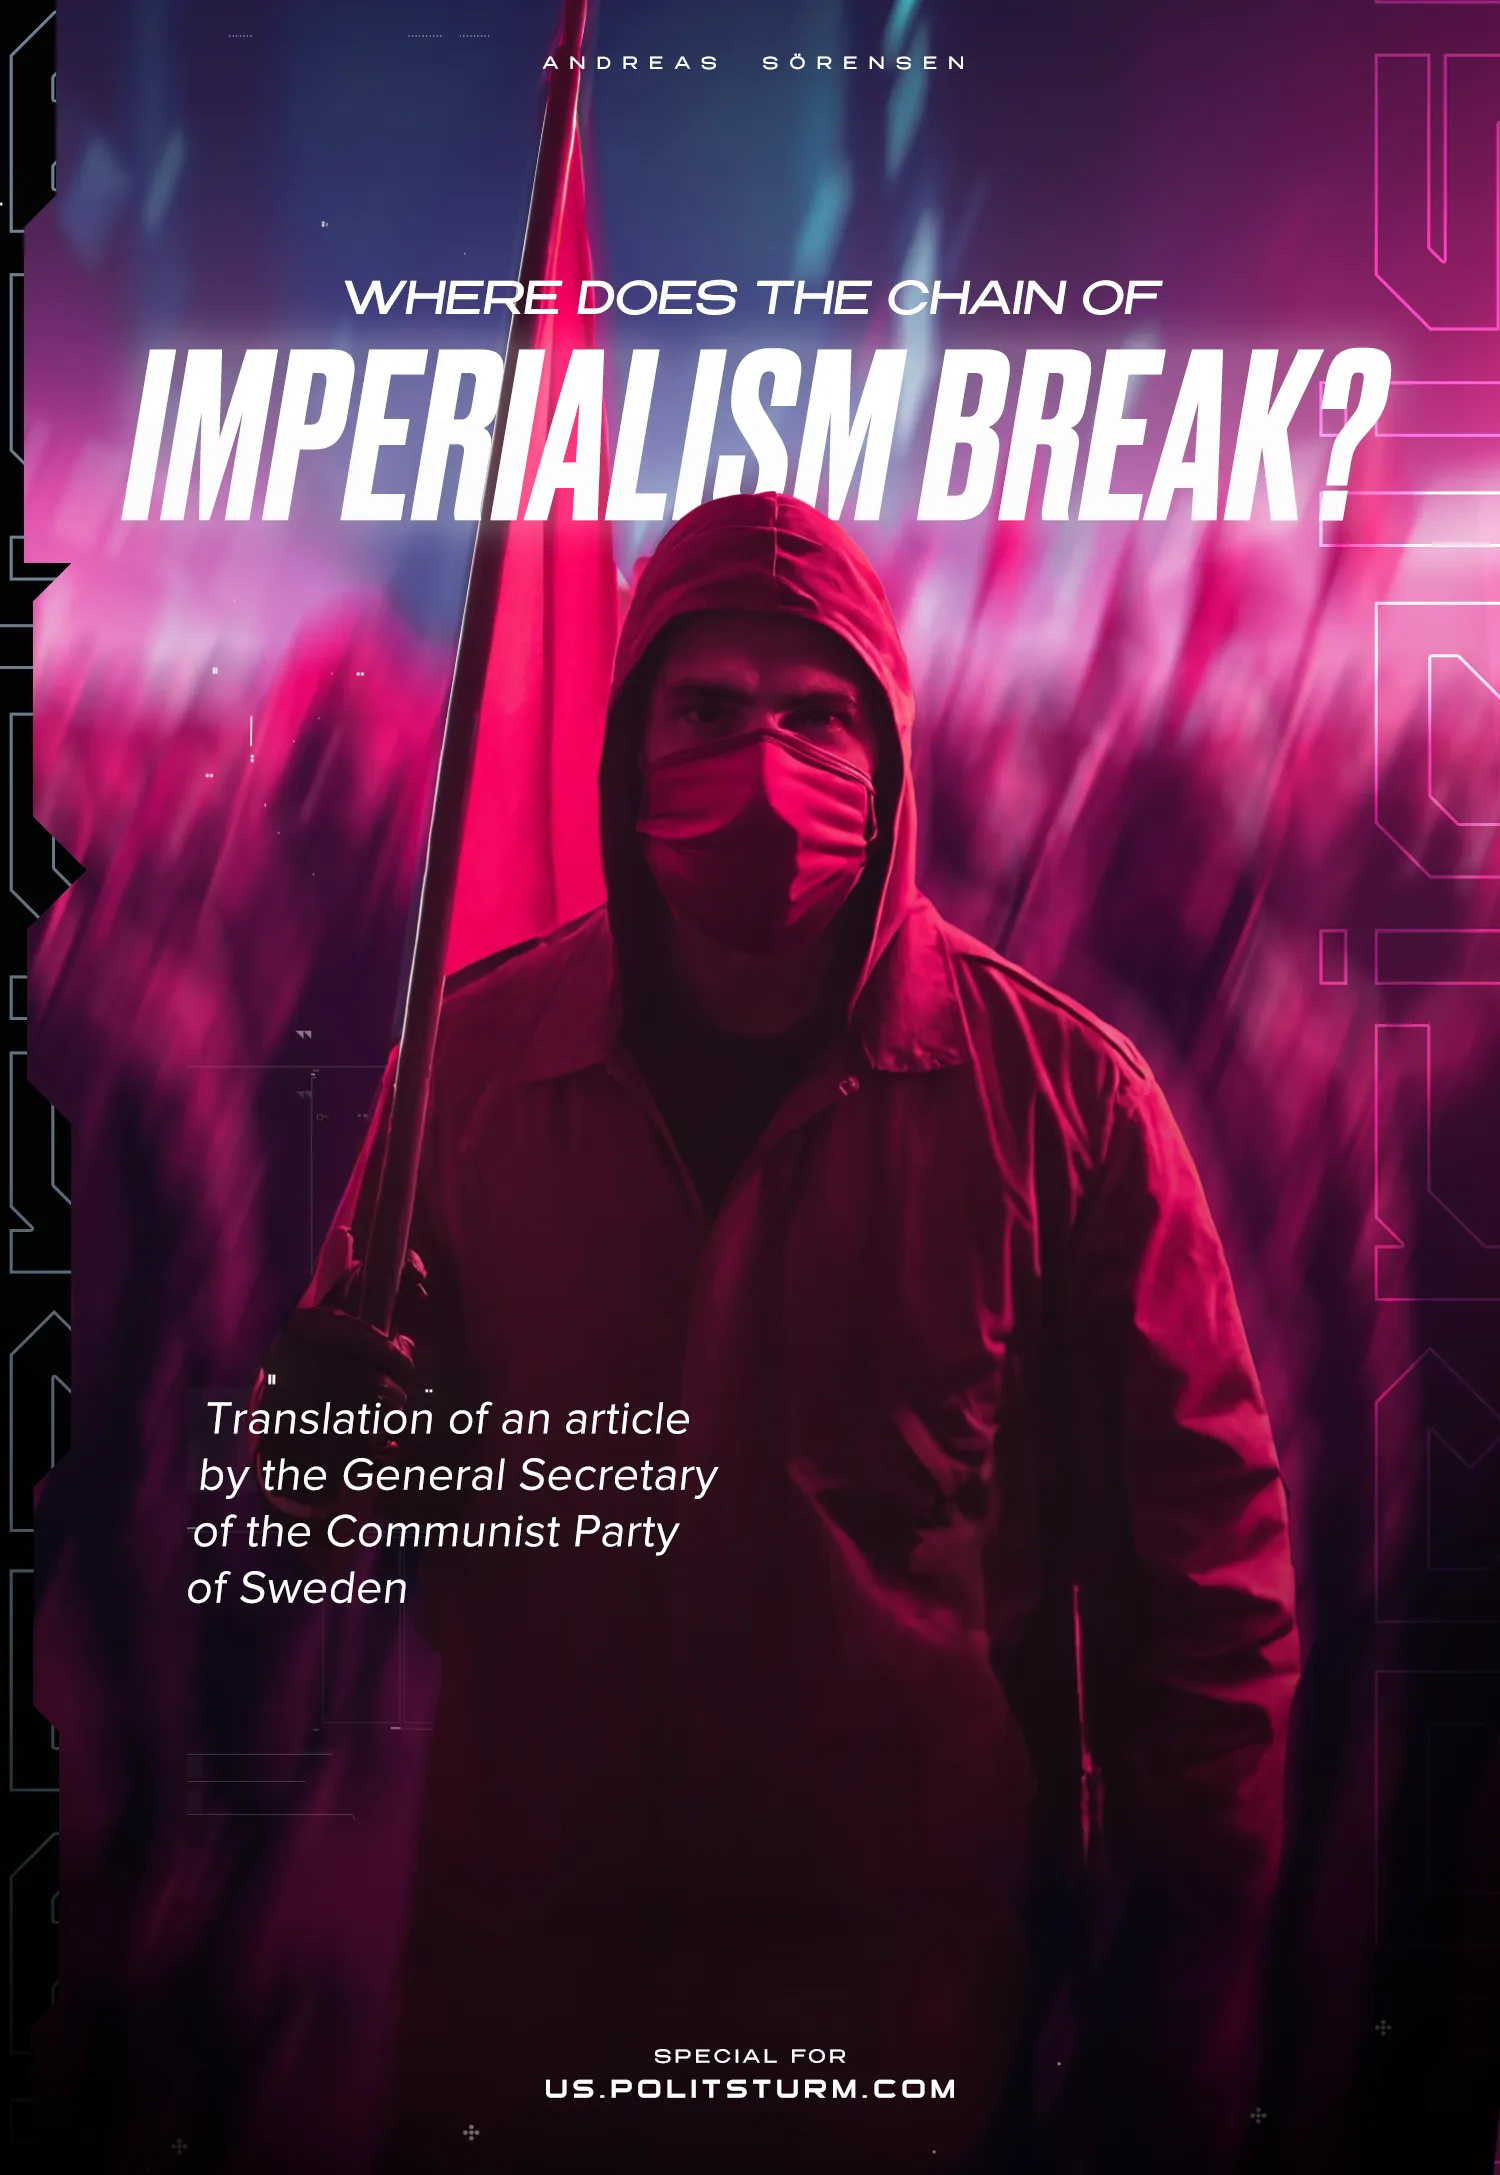 ANDREAS SÖRENSEN
WHERE DOES THE CHAIN OF
IMPERIALISM BREAK?
Translation of an article
by the General Secretary
of the Communist Party
of Sweden
SPECIAL FOR
US.POLITSTURM.COM